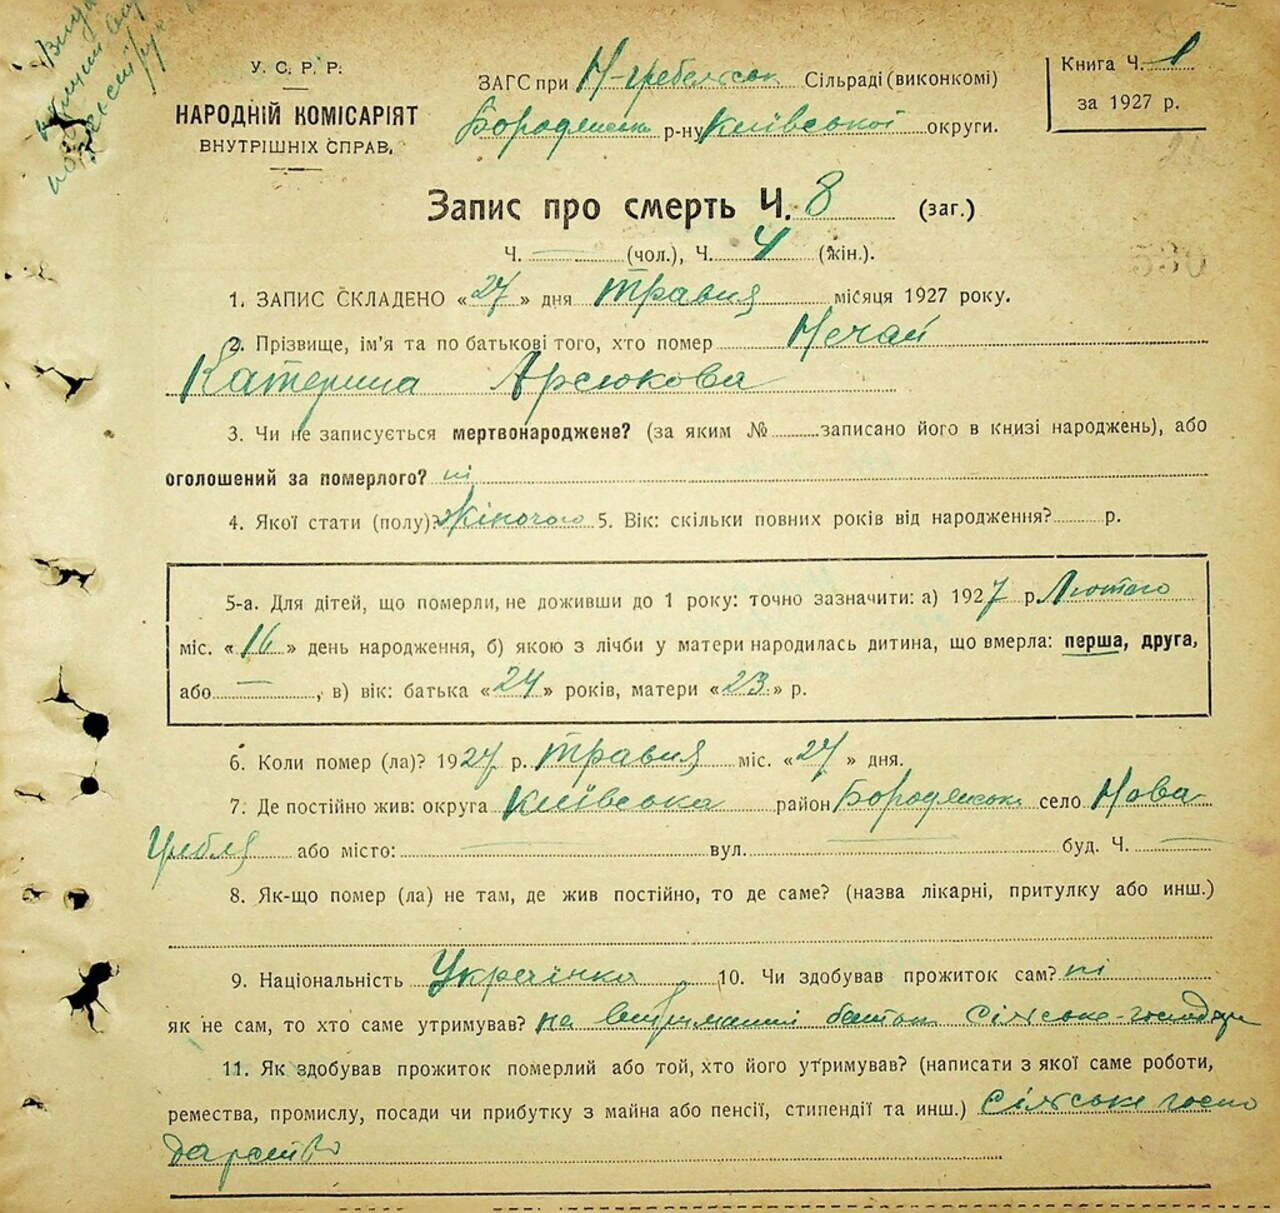 У. С. Р. Р.
НАРОДНІЙ КОМІСАРІЯТ
ВНУТРІШНІХ СПРАВ.
ЗАГС при Н-гребельск Сільраді (виконкомі)
Бородянськ р-ну Київської округи.
Книга Ч. 1
за 1927 р.
Запис про смерть Ч. 8 (заг.)
Ч. — (чол.), Ч. 4 (жін.).
1. ЗАПИС СКЛАДЕНО «27» дня травня місяця 1927 року.
2. Прізвище, ім'я та по батькові того, хто помер Нечай
Катерина Арсюкова
3. Чи не записується мертвонароджене? (за яким № записано його в книзі народжень), або
оголошений за померлого? ні
4. Якої стати (полу)? Жіночого 5. Вік: скільки повних років від народження? р.
5-а. Для дітей, що померли, не доживши до 1 року: точно зазначити: а) 1927 р. Лютого
міс. «16» день народження, б) якою з лічби у матери народилась дитина, що вмерла: перша, друга,
або —, в) вік: батька «24» років, матери «23» р.
6. Коли помер (ла)? 1927 р. травня міс. «27» дня.
7. Де постійно жив: округа Київська район Бородянськ село Нова
Гребля або місто: — вул. — буд. Ч. —
8. Як-що помер (ла) не там, де жив постійно, то де саме? (назва лікарні, притулку або инш.)
9. Національність Українка 10. Чи здобував прожиток сам? ні
як не сам, то хто саме утримував? на батьк Сільське-господар
11. Як здобував прожиток померлий або той, хто його утримував? (написати з якої саме роботи,
ремества, промислу, посади чи прибутку з майна або пенсії, стипендії та инш.) Сільське госпо
дарство